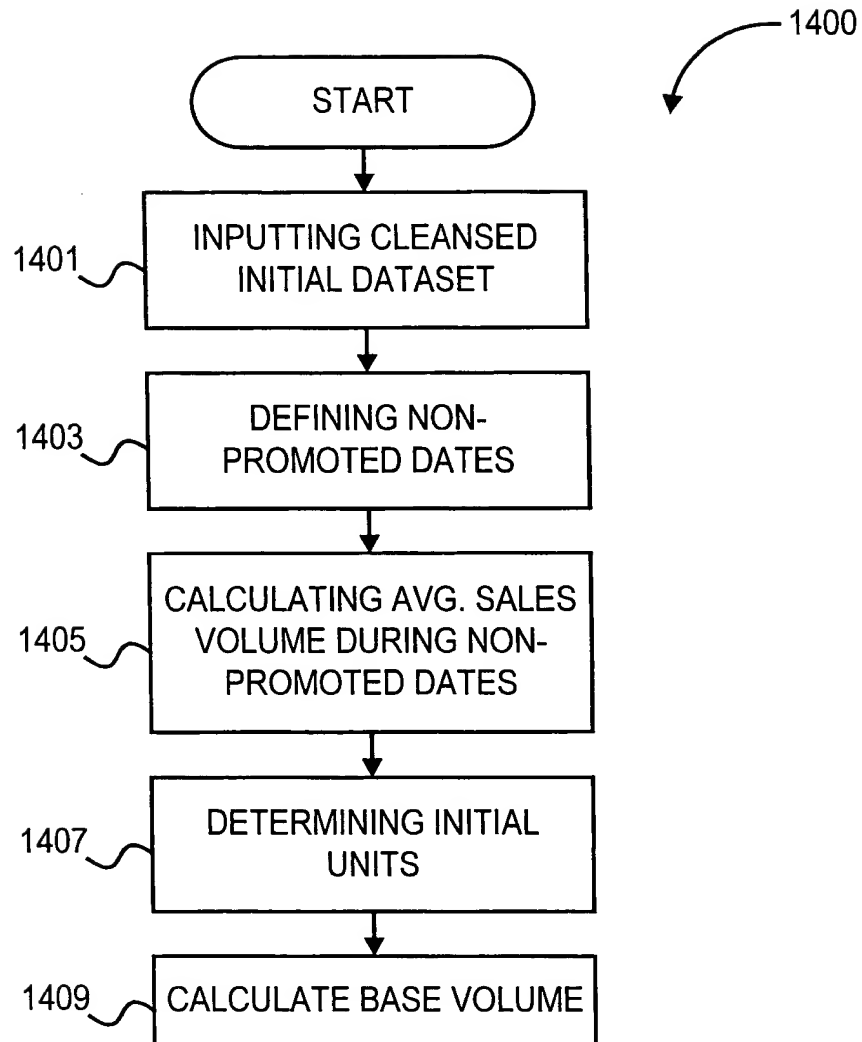 1400
START
1401
INPUTTING CLEANSED
INITIAL DATASET
1403
DEFINING NON-
PROMOTED DATES
1405
CALCULATING AVG. SALES
VOLUME DURING NON-
PROMOTED DATES
1407
DETERMINING INITIAL
UNITS
1409
CALCULATE BASE VOLUME